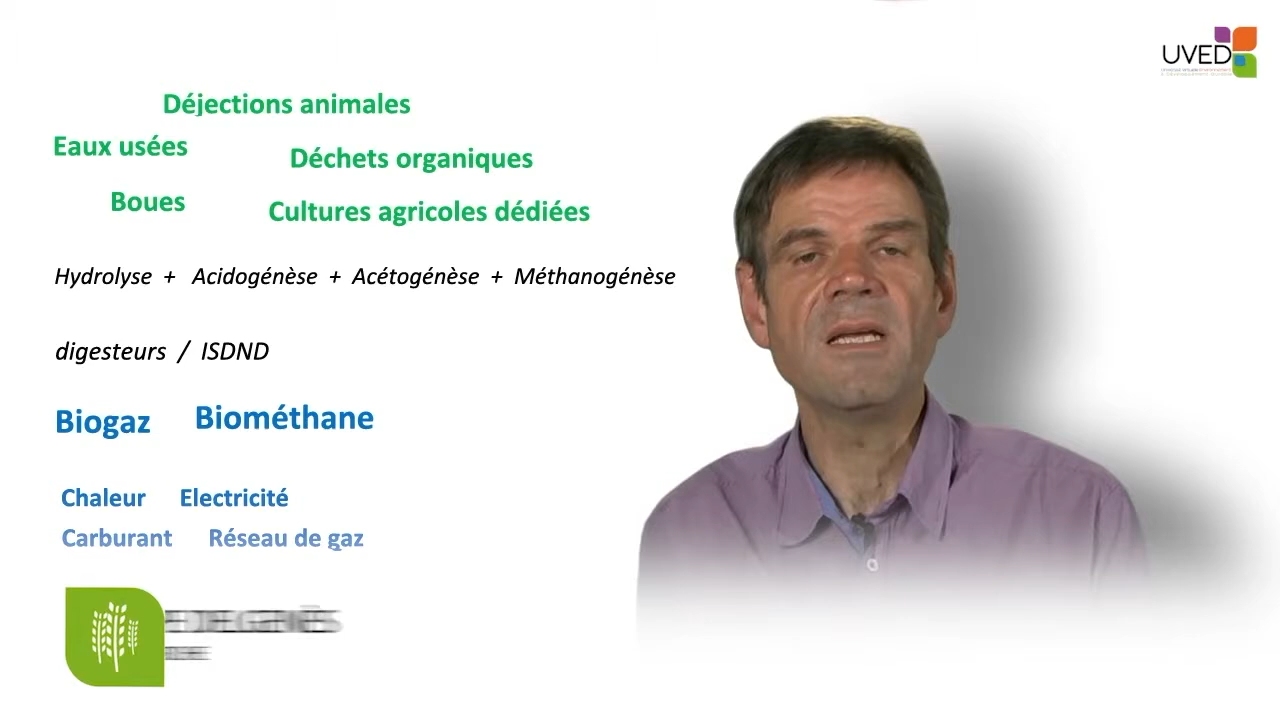 UVED
Déjections animales
Eaux usées
Déchets organiques
Boues
Cultures agricoles dédiées
Hydrolyse + Acidogénèse + Acétogénèse + Méthanogénèse
digesteurs / ISDND
Biogaz Biométhane
Chaleur Electricité
Carburant Réseau de gaz